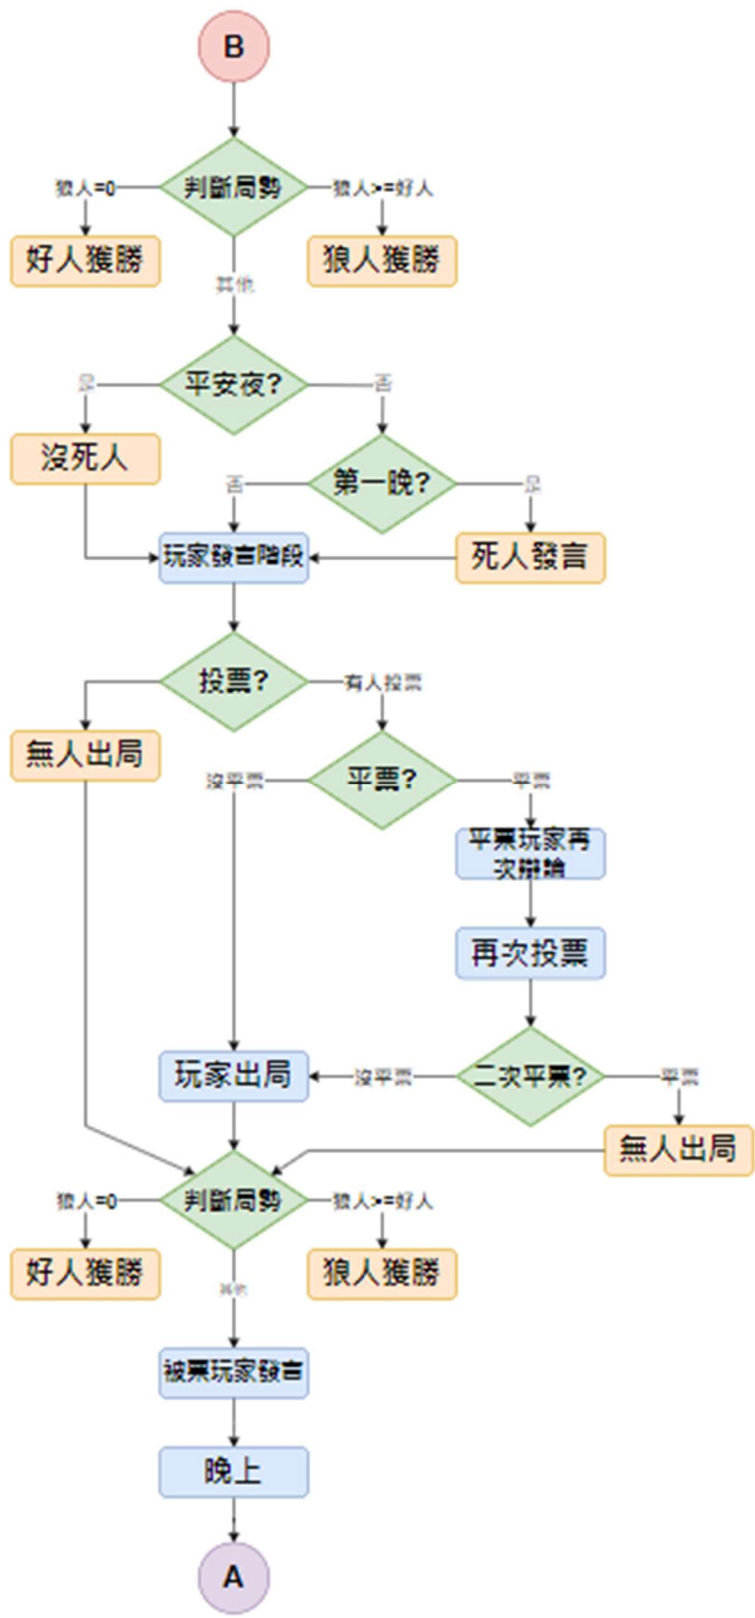 B
判斷局勢
狼人=0
狼人>=好人
好人獲勝
狼人獲勝
其他
平安夜?
是
否
沒死人
第一晚?
否
是
玩家發言階段
死人發言
投票?
有人投票
無人出局
平票?
沒平票
平票
平票玩家再
次辯論
再次投票
玩家出局
二次平票?
沒平票
平票
無人出局
判斷局勢
狼人=0
狼人>=好人
好人獲勝
狼人獲勝
其他
被票玩家發言
晚上
A